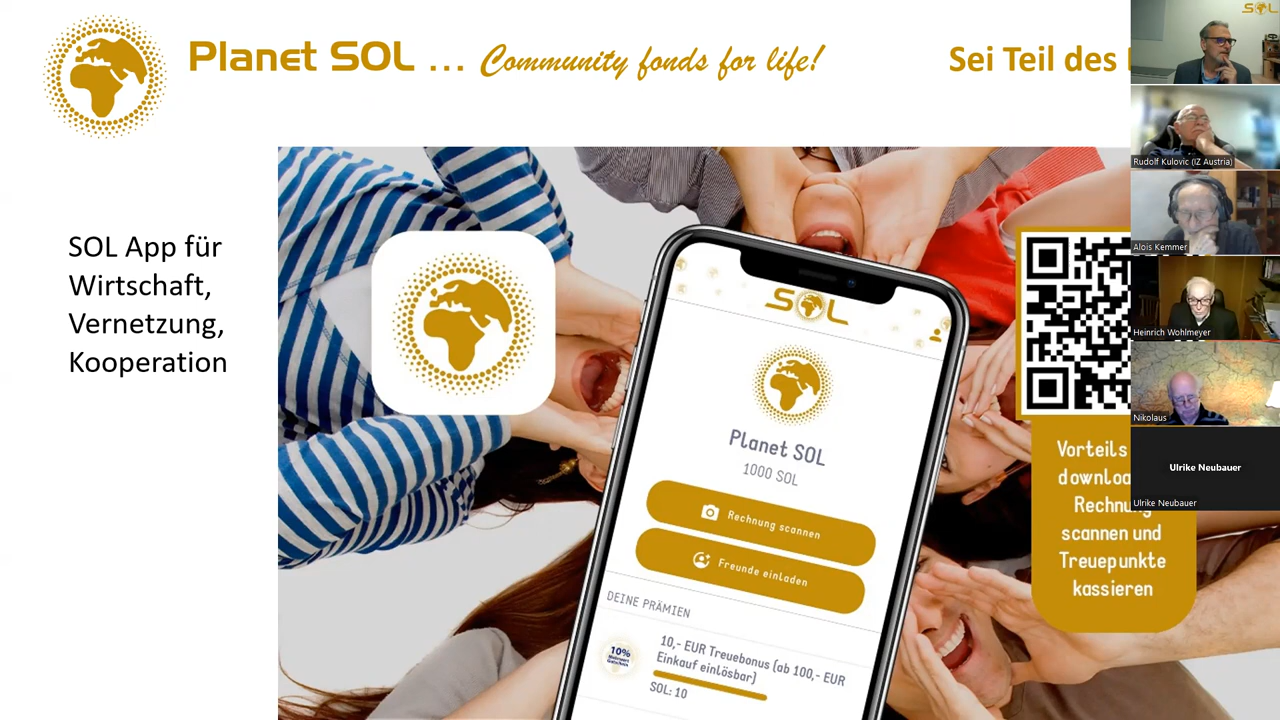 Planet SOL ... Community fonds for life!
Sei Teil des
SOL
Rudolf Kulovic (IZ Austria)
Alois Kemmer
Heinrich Wohlmeyer
Nikolaus
Ulrike Neubauer
Ulrike Neubauer
SOL App für
Wirtschaft,
Vernetzung,
Kooperation
SOL
Planet SOL
1000 SOL
Rechnung scannen
Freunde einladen
DEINE PRÄMIEN
10%
10,- EUR Treuebonus (ab 100,- EUR
Einkauf einlösbar)
SOL: 10
Vorteils
downloa
Rechnung
scannen und
Treuepunkte
kassieren